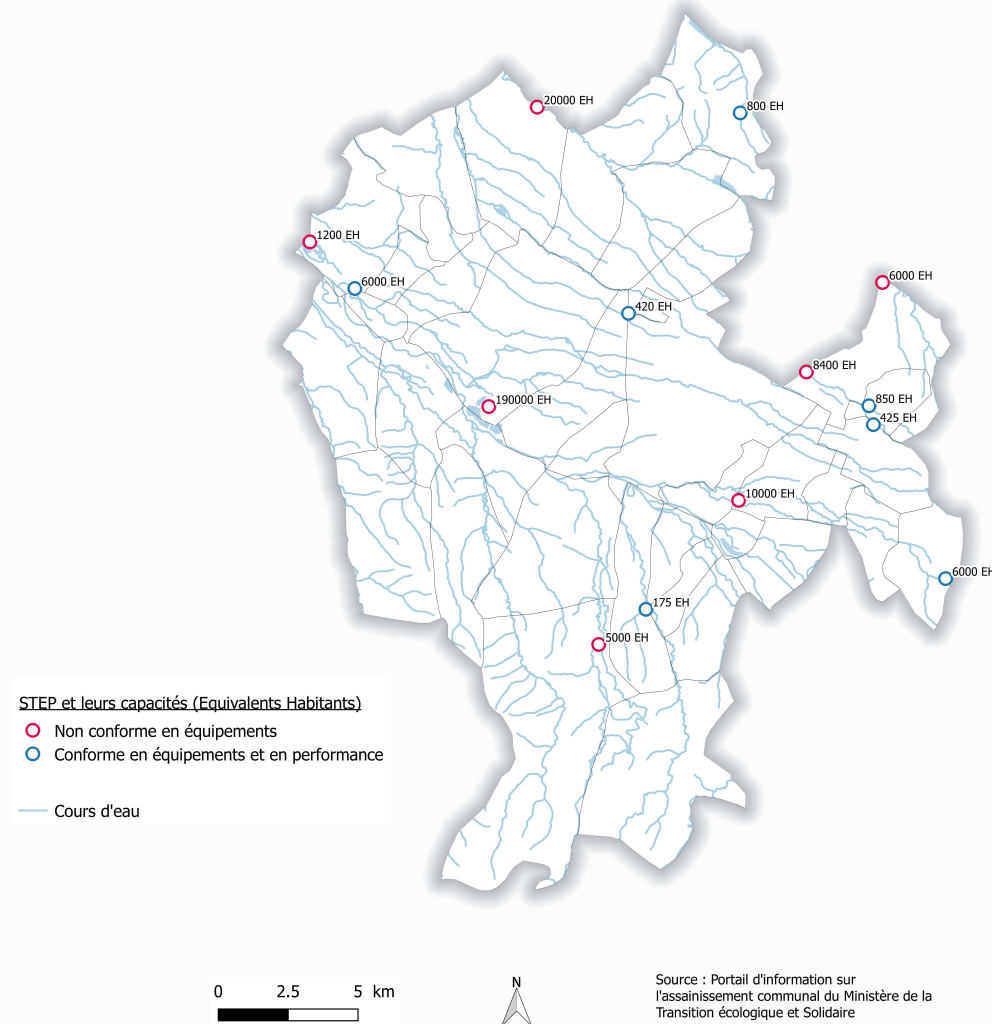 20000 EH
800 EH
1200 EH
6000 EH
6000 EH
420 EH
8400 EH
850 EH
190000 EH
425 EH
10000 EH
6000 EH
175 EH
5000 EH
STEP et leurs capacités (Equivalents Habitants)
Non conforme en équipements
Conforme en équipements et en performance
Cours d'eau
0 2.5 5 km
N
Source : Portail d'information sur
l'assainissement communal du Ministère de la
Transition écologique et Solidaire